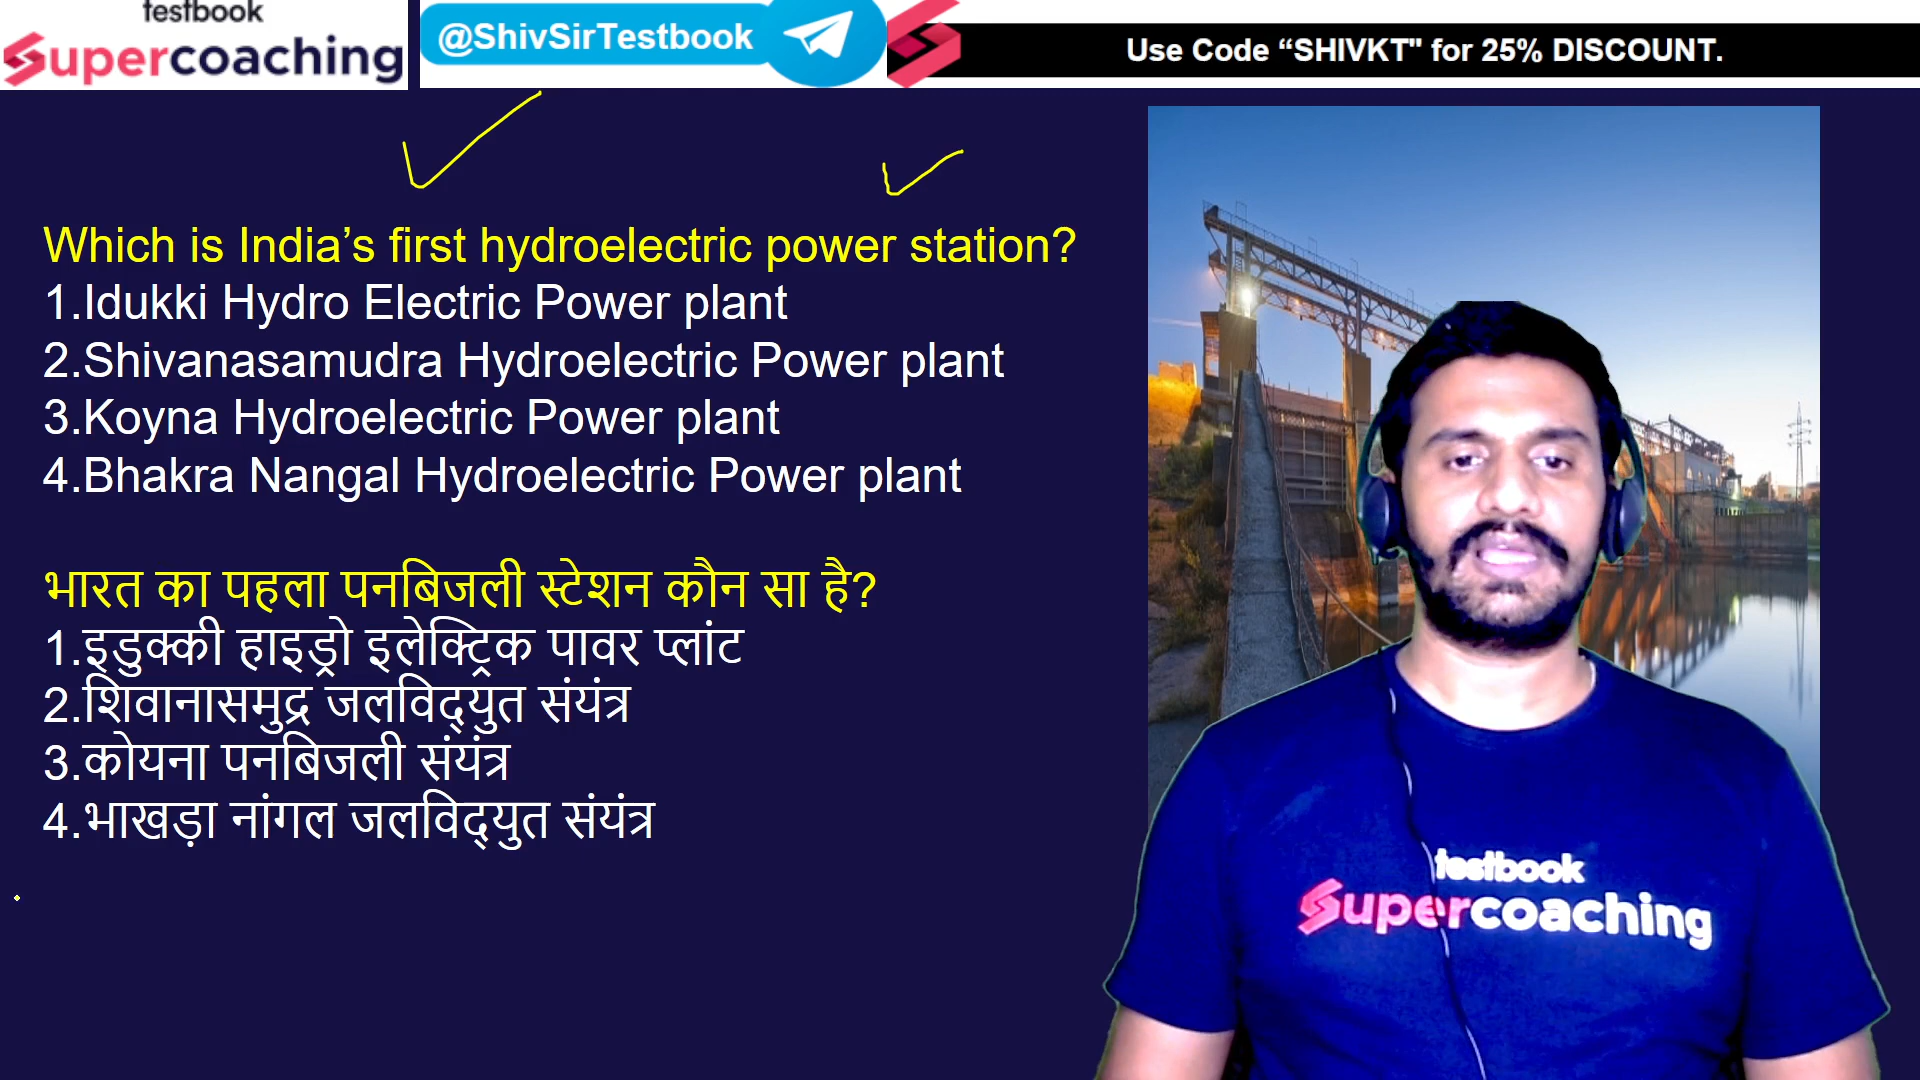 testbook
Supercoaching
@ShivSirTestbook
Use Code “SHIVKT" for 25% DISCOUNT.
Which is India’s first hydroelectric power station?
1.Idukki Hydro Electric Power plant
2.Shivanasamudra Hydroelectric Power plant
3.Koyna Hydroelectric Power plant
4.Bhakra Nangal Hydroelectric Power plant
भारत का पहला पनबिजली स्टेशन कौन सा है?
1.इडुक्की हाइड्रो इलेक्ट्रिक पावर प्लांट
2.शिवानासमुद्र जलविद्युत संयंत्र
3.कोयना पनबिजली संयंत्र
4.भाखड़ा नांगल जलविद्युत संयंत्र
testbook
Supercoaching